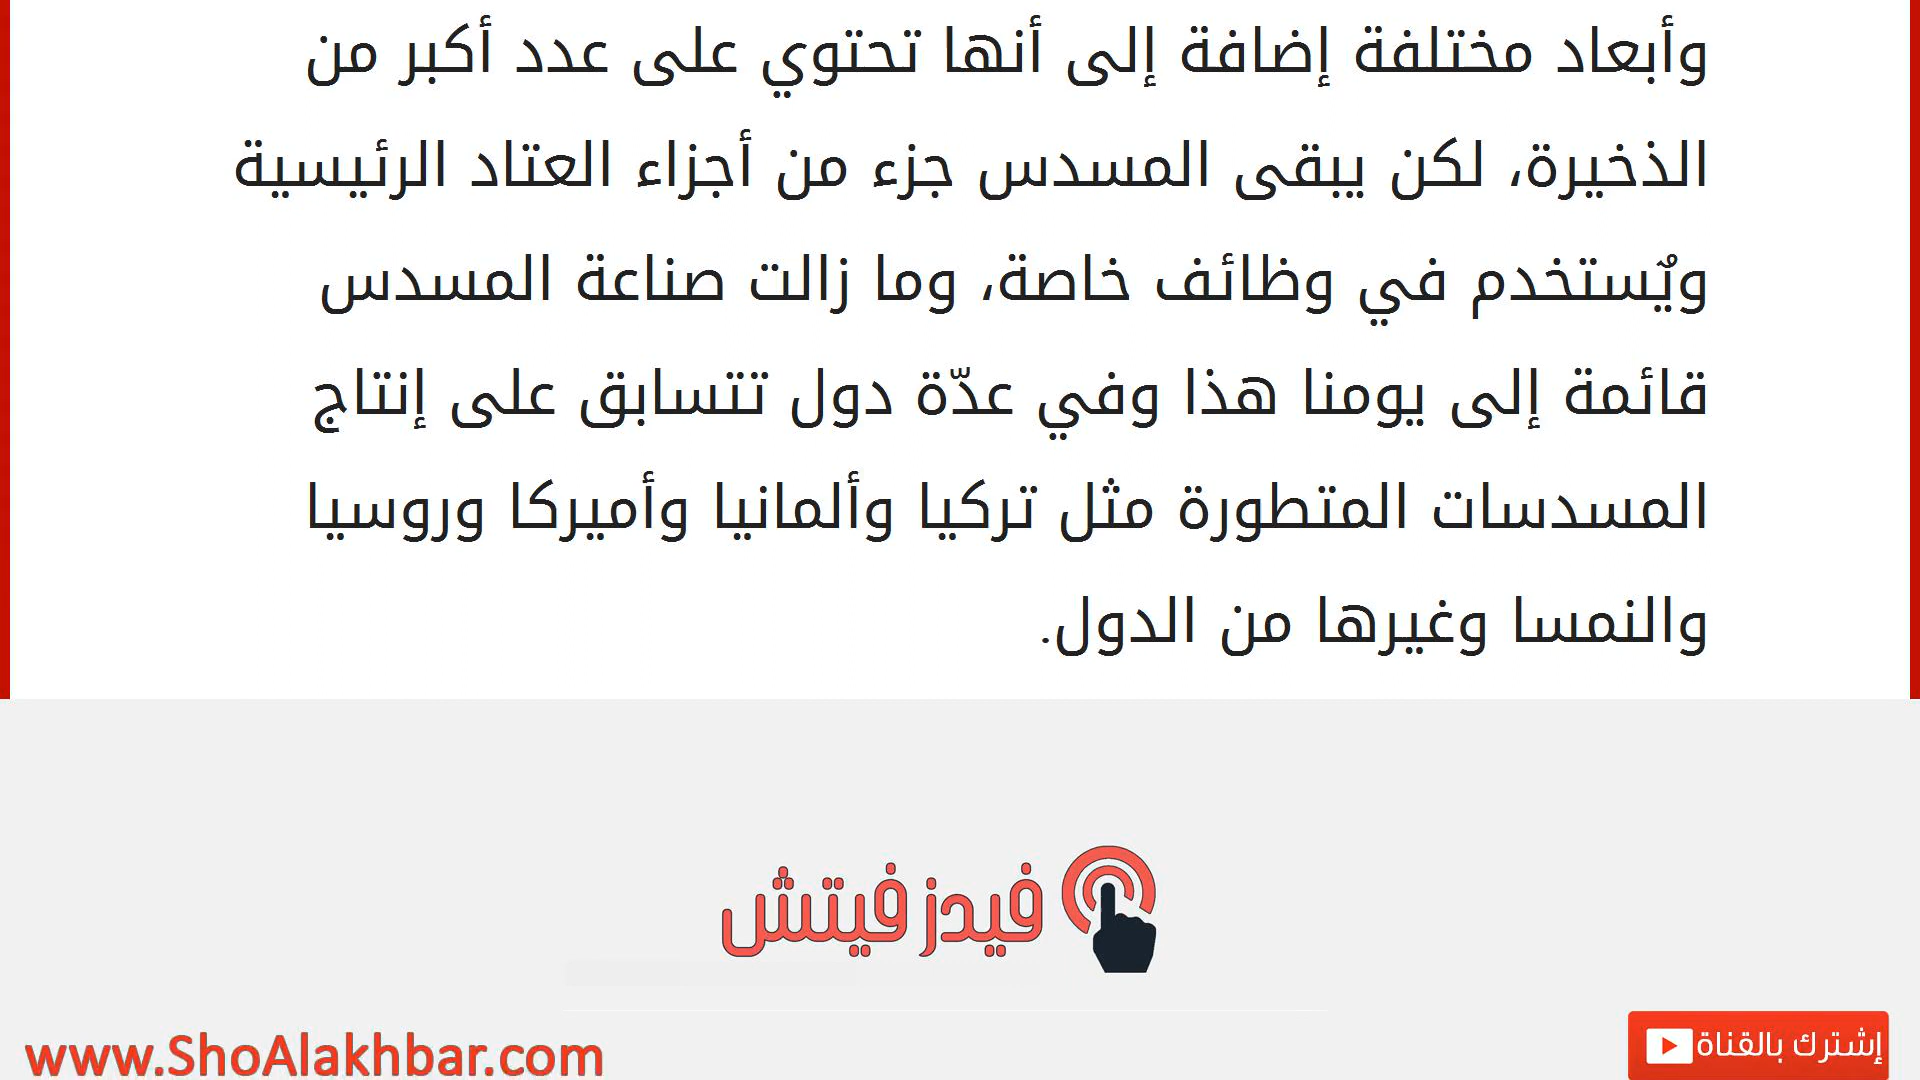 وأبعاد مختلفة إضافة إلى أنها تحتوي على عدد أكبر من
الذخيرة، لكن يبقى المسدس جزء من أجزاء العتاد الرئيسية
ويُستخدم في وظائف خاصة، وما زالت صناعة المسدس
قائمة إلى يومنا هذا وفي عدّة دول تتسابق على إنتاج
المسدسات المتطورة مثل تركيا وألمانيا وأميركا وروسيا
والنمسا وغيرها من الدول.
فيدز فيتش
www.ShoAlakhbar.com
إشترك بالقناة